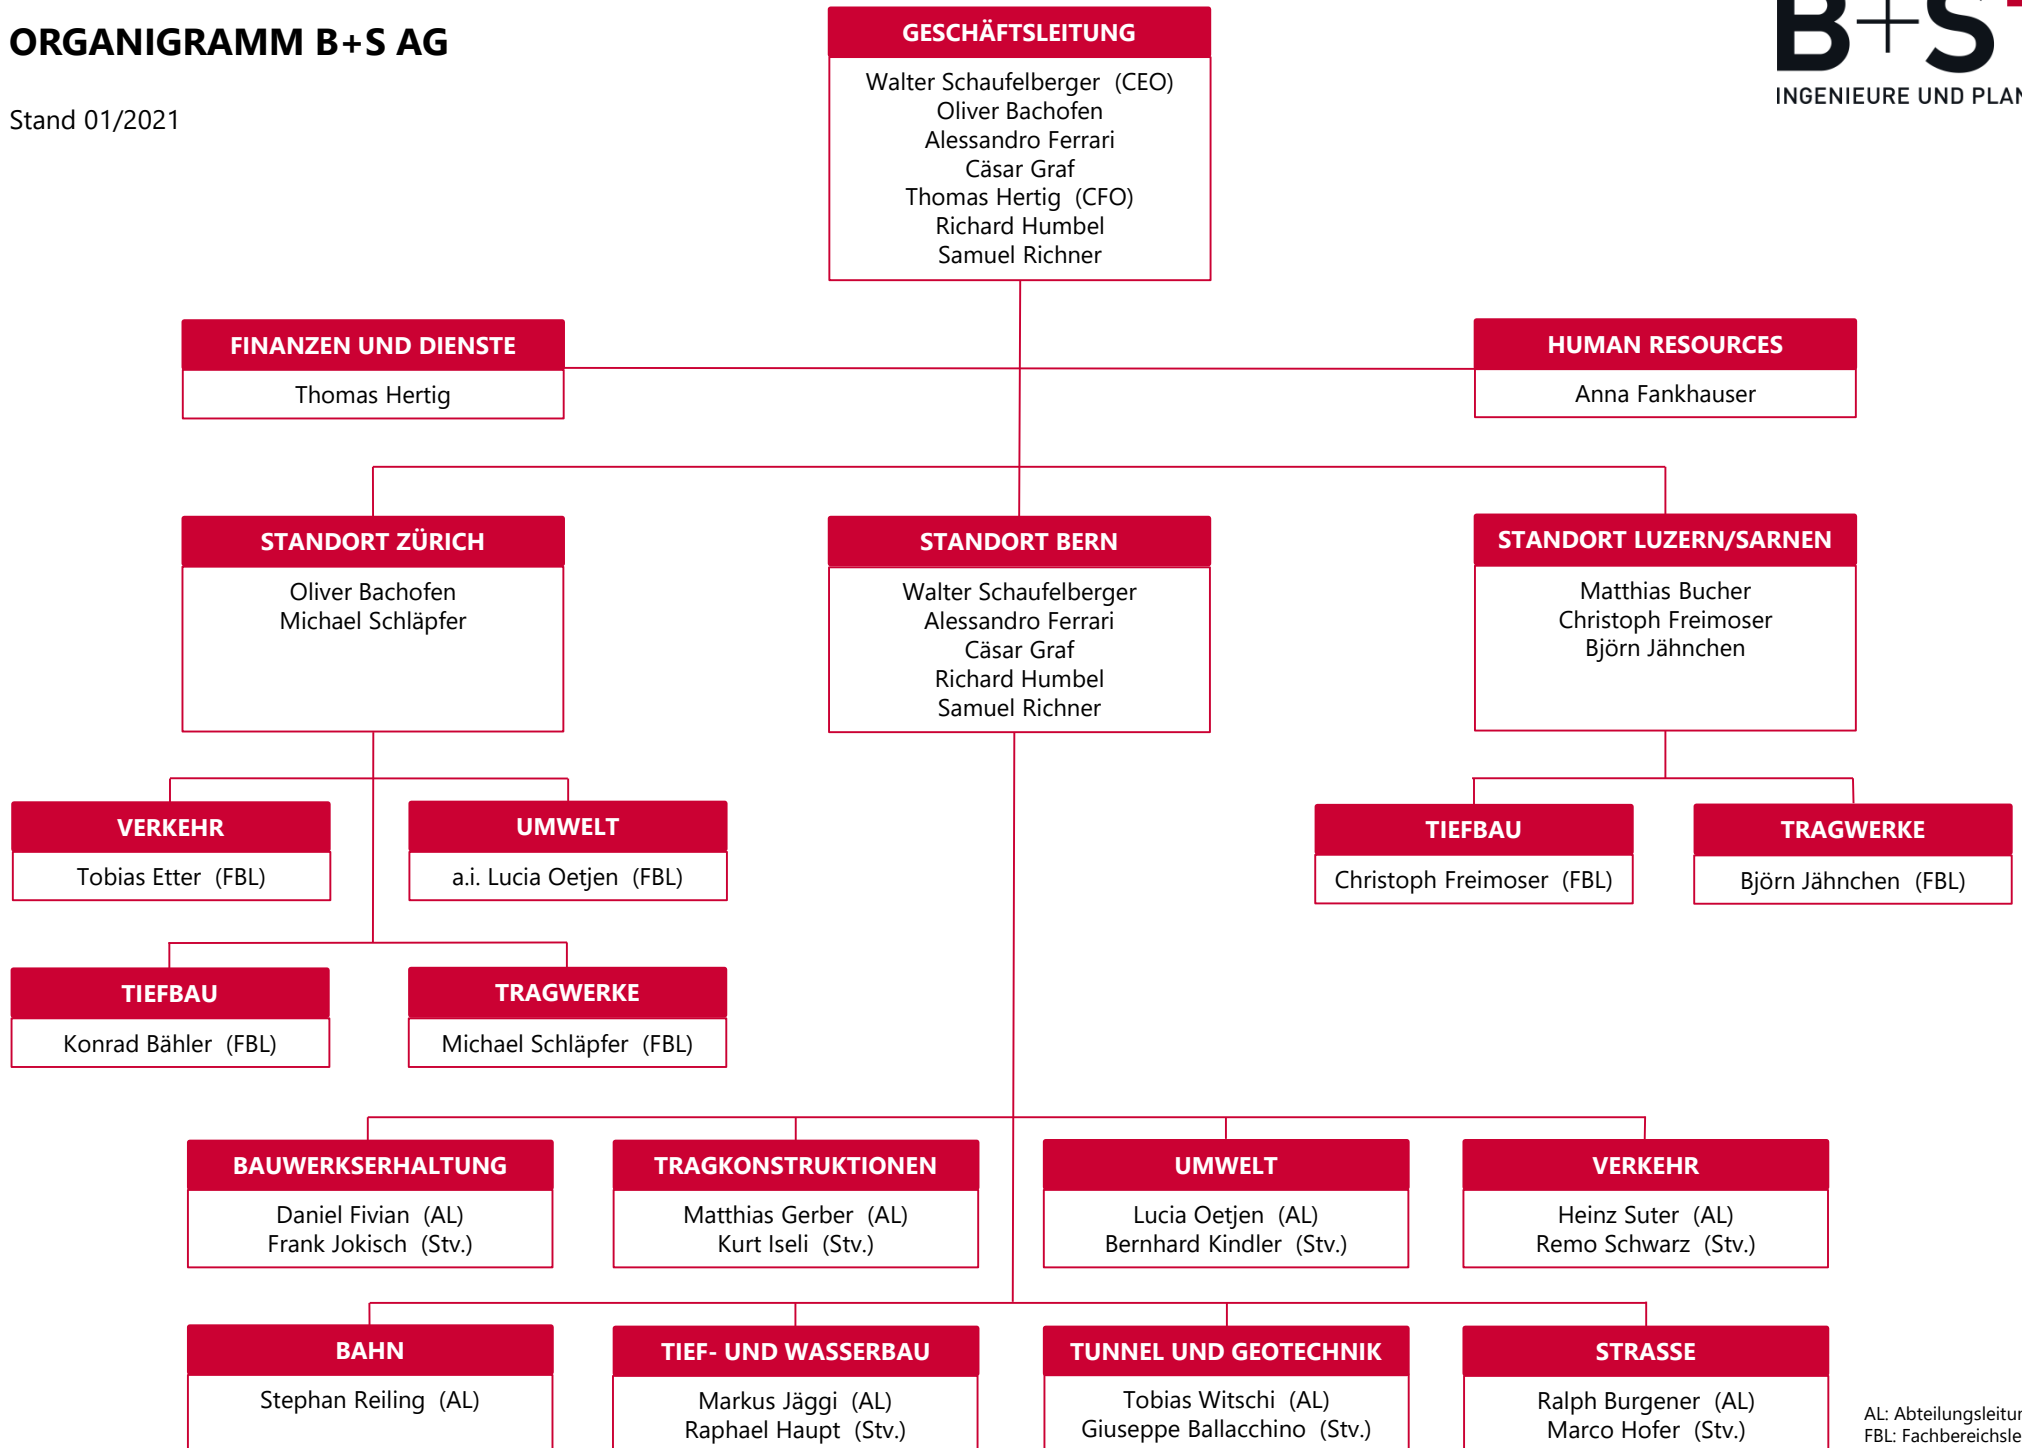 ORGANIGRAMM B+S AG
Stand 01/2021
B+S
INGENIEURE UND
GESCHÄFTSLEITUNG
Walter Schaufelberger (CEO)
Oliver Bachofen
Alessandro Ferrari
Cäsar Graf
Thomas Hertig (CFO)
Richard Humbel
Samuel Richner
FINANZEN UND DIENSTE
Thomas Hertig
HUMAN RESOURCES
Anna Fankhauser
STANDORT ZÜRICH
Oliver Bachofen
Michael Schläpfer
STANDORT BERN
Walter Schaufelberger
Alessandro Ferrari
Cäsar Graf
Richard Humbel
Samuel Richner
STANDORT LUZERN/SARNEN
Matthias Bucher
Christoph Freimoser
Björn Jähnchen
VERKEHR
Tobias Etter (FBL)
UMWELT
a.i. Lucia Oetjen (FBL)
TIEFBAU
Christoph Freimoser (FBL)
TRAGWERKE
Björn Jähnchen (FBL)
TIEFBAU
Konrad Bähler (FBL)
TRAGWERKE
Michael Schläpfer (FBL)
BAUWERKSERHALTUNG
Daniel Fivian (AL)
Frank Jokisch (Stv.)
TRAGKONSTRUKTIONEN
Matthias Gerber (AL)
Kurt Iseli (Stv.)
UMWELT
Lucia Oetjen (AL)
Bernhard Kindler (Stv.)
VERKEHR
Heinz Suter (AL)
Remo Schwarz (Stv.)
BAHN
Stephan Reiling (AL)
TIEF- UND WASSERBAU
Markus Jäggi (AL)
Raphael Haupt (Stv.)
TUNNEL UND GEOTECHNIK
Tobias Witschi (AL)
Giuseppe Ballacchino (Stv.)
STRASSE
Ralph Burgener (AL)
Marco Hofer (Stv.)
AL:
FBL: